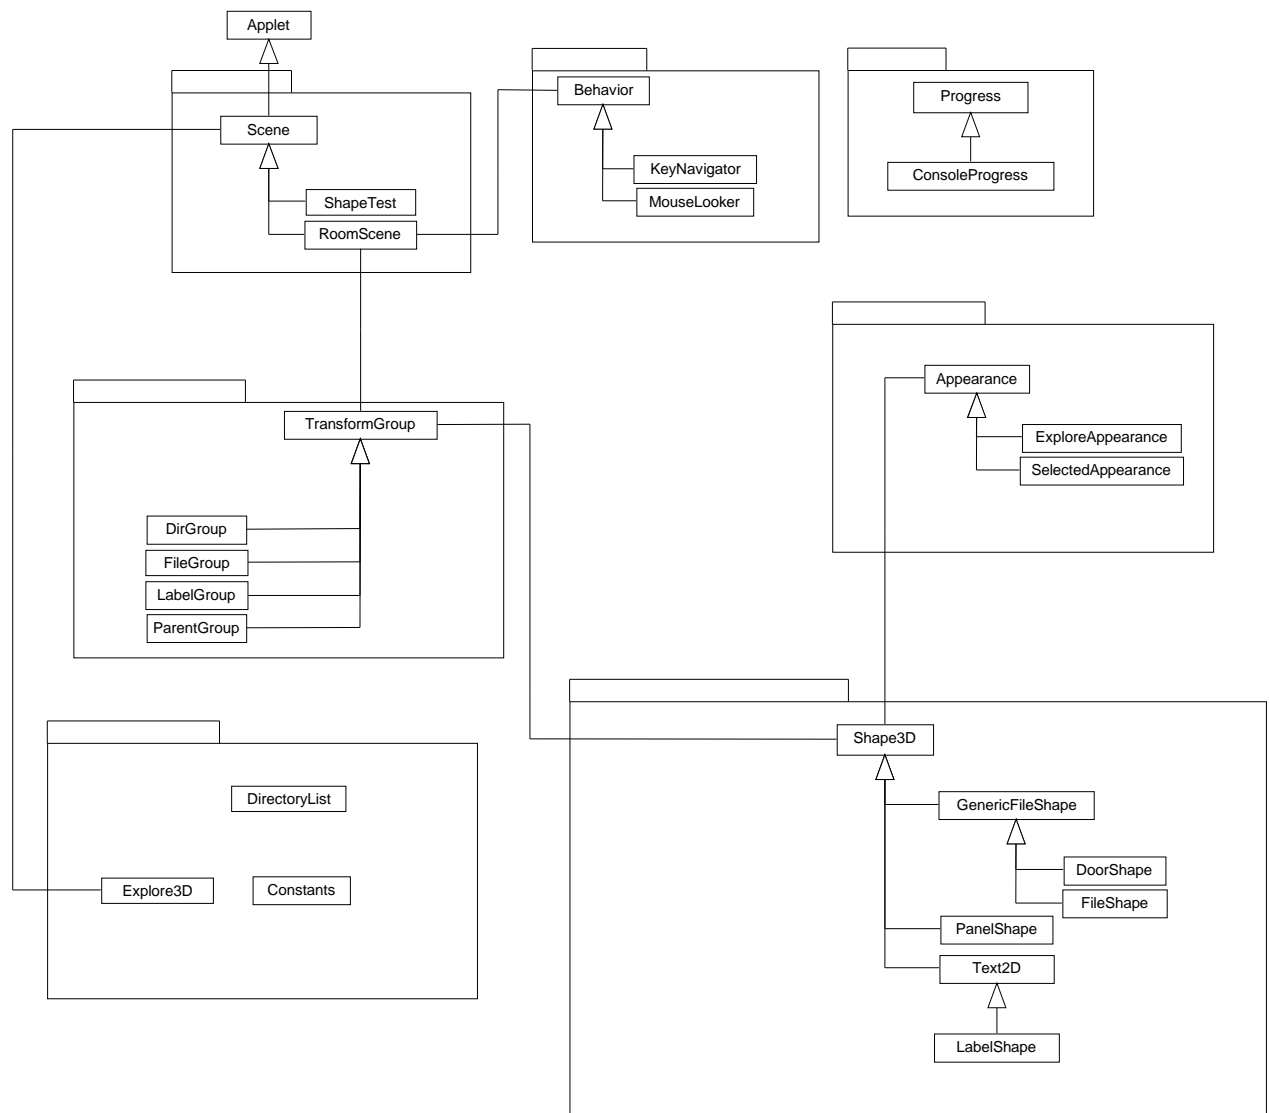 Applet
Behavior
Progress
Scene
KeyNavigator
ConsoleProgress
ShapeTest
MouseLooker
RoomScene
Appearance
TransformGroup
ExploreAppearance
SelectedAppearance
DirGroup
FileGroup
LabelGroup
ParentGroup
Shape3D
DirectoryList
GenericFileShape
DoorShape
Explore3D
Constants
FileShape
PanelShape
Text2D
LabelShape